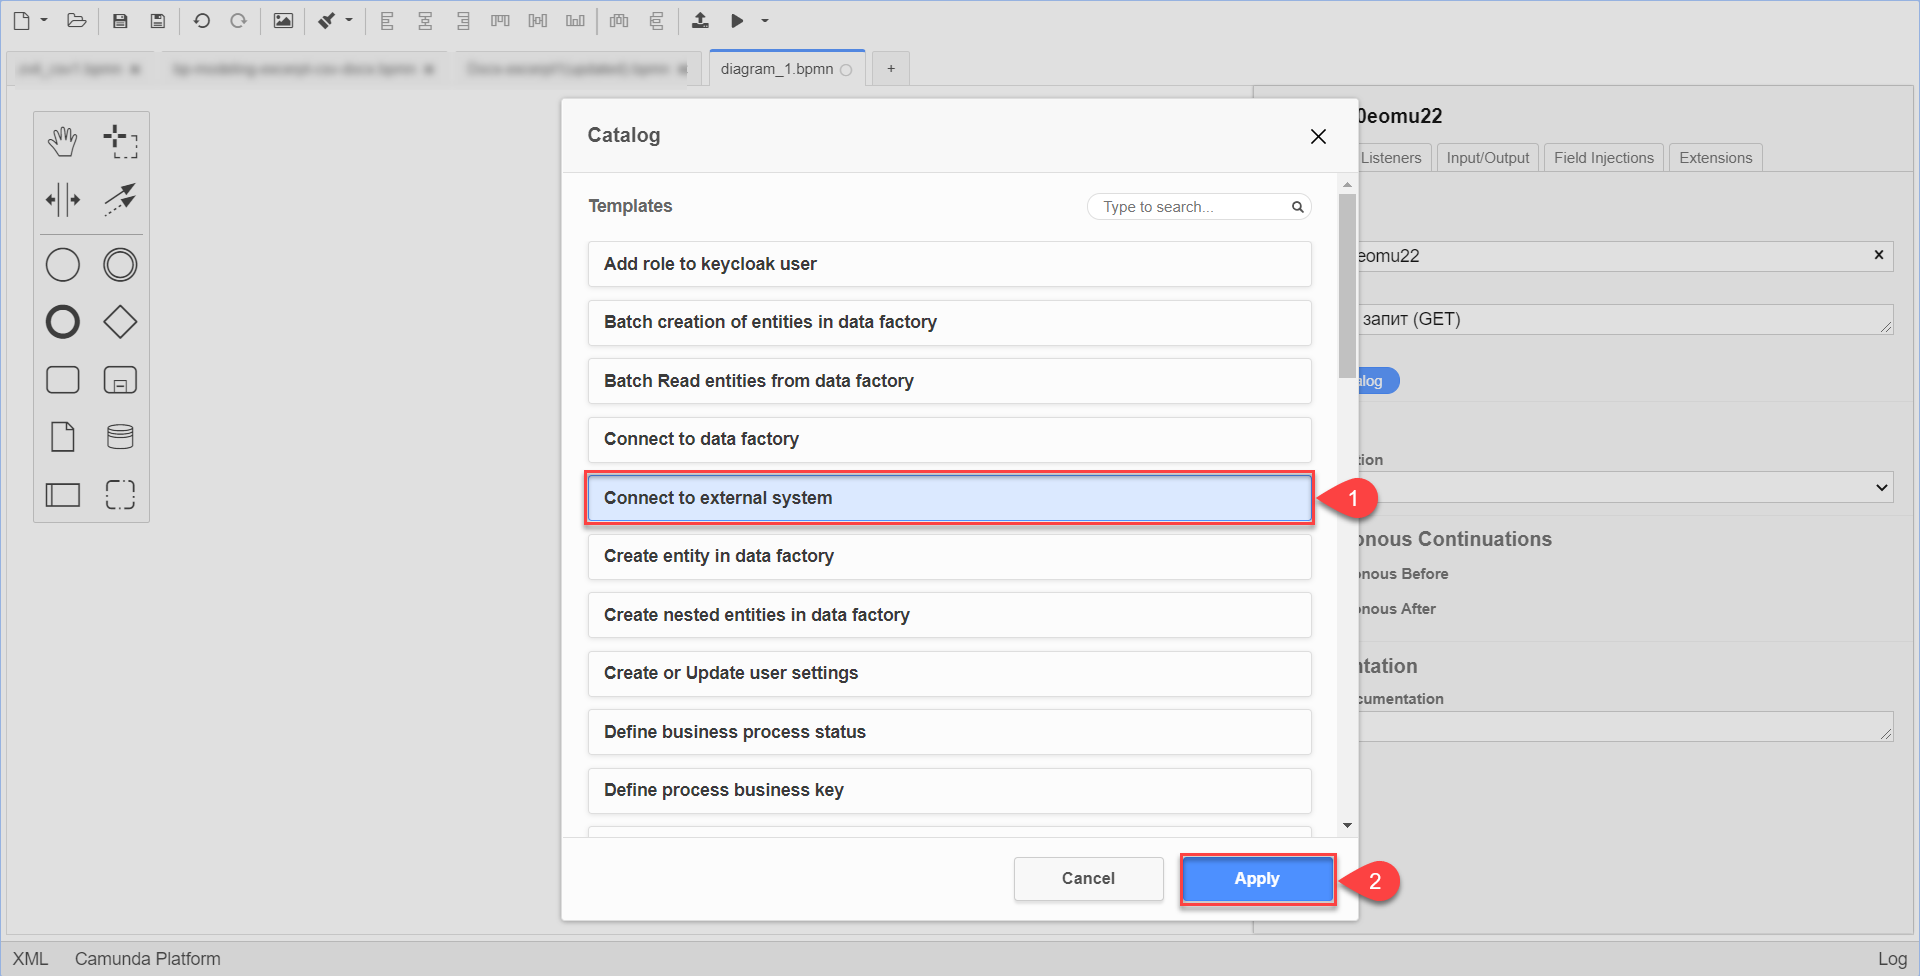 diagram_1.bpmn
+
Catalog
Templates
Type to search...
Add role to keycloak user
Batch creation of entities in data factory
Batch Read entities from data factory
Connect to data factory
Connect to external system
1
Create entity in data factory
Create nested entities in data factory
Create or Update user settings
Define business process status
Define process business key
Cancel
Apply
2
0eomu22
Listeners
Input/Output
Field Injections
Extensions
eomu22
запит (GET)
alog
tion
onous Continuations
onous Before
onous After
ntation
cumentation
XML
Camunda Platform
Log